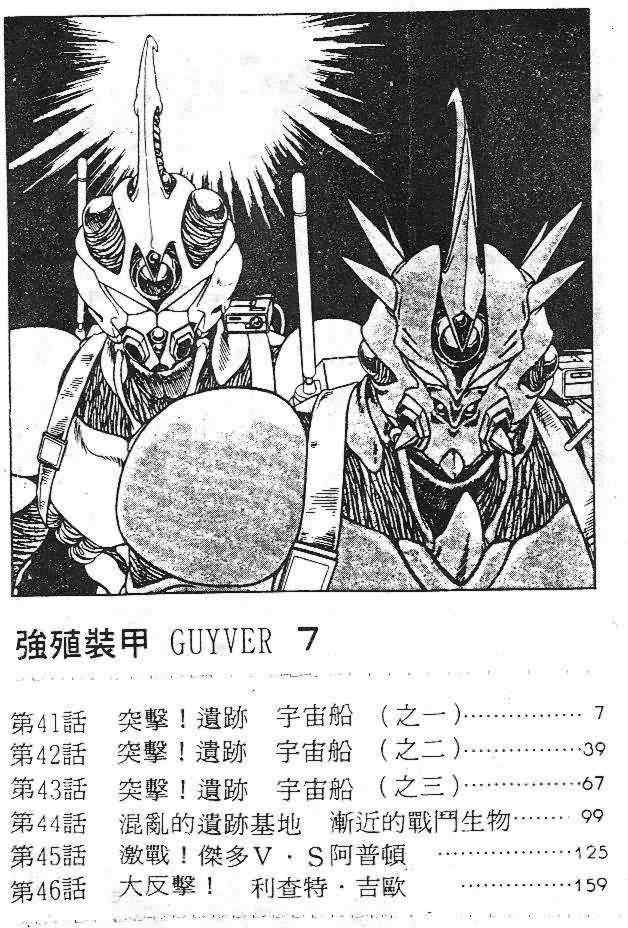 強殖裝甲 GUYVER 7
第41話 突擊！遺跡 宇宙船 （之一）················ 7
第42話 突擊！遺跡 宇宙船 （之二）················39
第43話 突擊！遺跡 宇宙船 （之三）················67
第44話 混亂的遺跡基地 漸近的戰鬥生物······· 99
第45話 激戰！傑多V．S阿普頓 ················125
第46話 大反擊！ 利查特．吉歐 ··············159